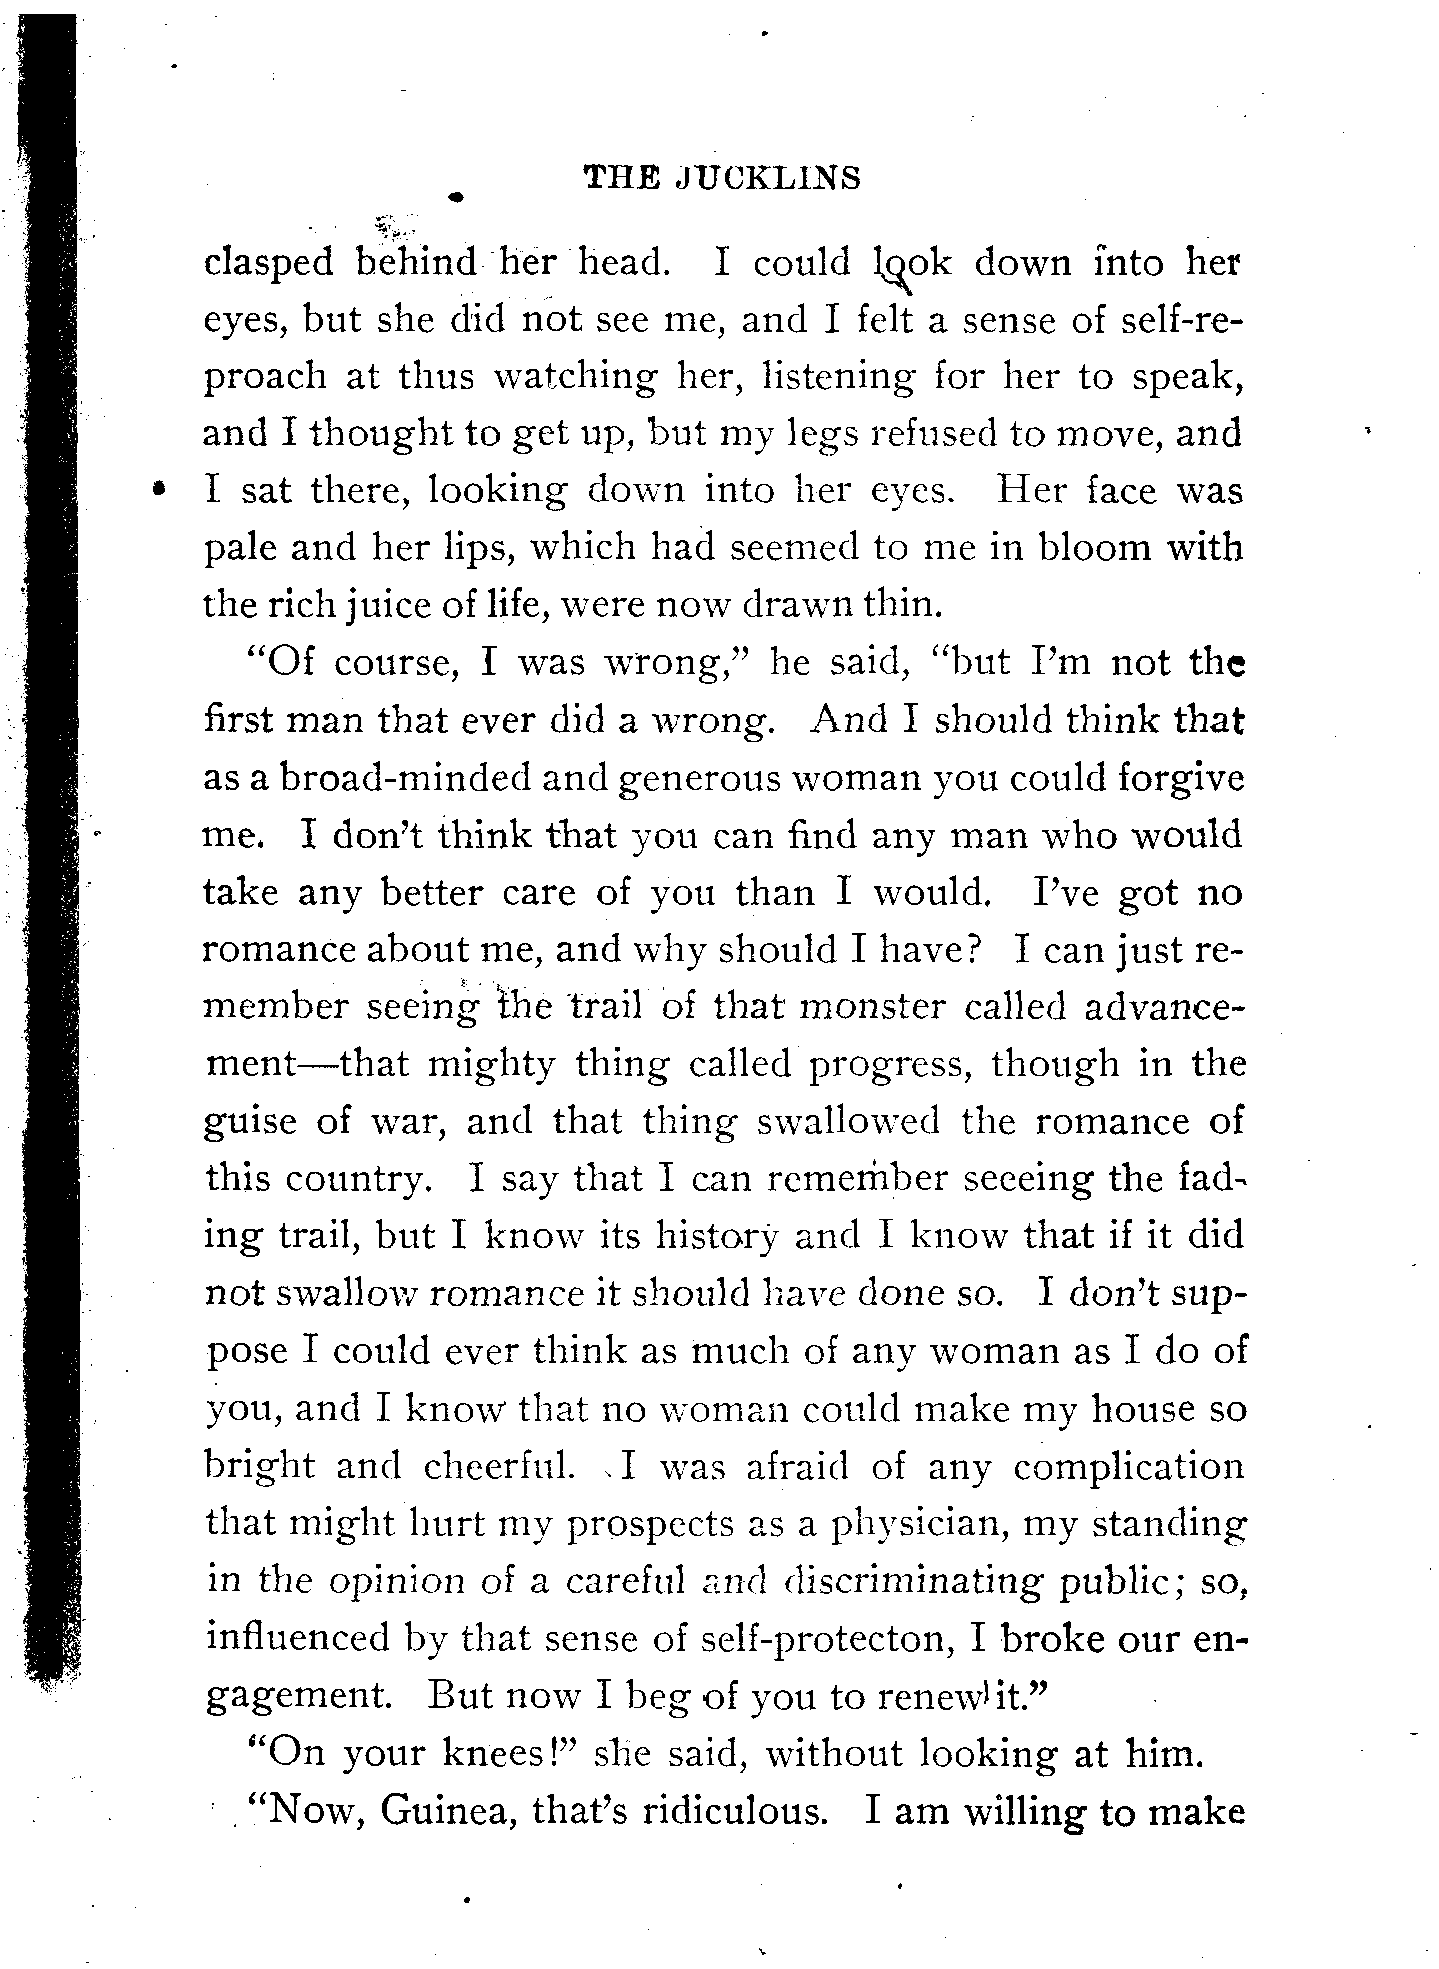 THE JUCKLINS
clasped behind her head. I could look down into her
eyes, but she did not see me, and I felt a sense of self-re-
proach at thus watching her, listening for her to speak,
and I thought to get up, but my legs refused to move, and
I sat there, looking down into her eyes. Her face was
pale and her lips, which had seemed to me in bloom with
the rich juice of life, were now drawn thin.
"Of course, I was wrong," he said, "but I'm not the
first man that ever did a wrong. And I should think that
as a broad-minded and generous woman you could forgive
me. I don't think that you can find any man who would
take any better care of you than I would. I've got no
romance about me, and why should I have? I can just re-
member seeing the trail of that monster called advance-
ment—that mighty thing called progress, though in the
guise of war, and that thing swallowed the romance of
this country. I say that I can remember seeeing the fad-
ing trail, but I know its history and I know that if it did
not swallow romance it should have done so. I don't sup-
pose I could ever think as much of any woman as I do of
you, and I know that no woman could make my house so
bright and cheerful. I was afraid of any complication
that might hurt my prospects as a physician, my standing
in the opinion of a careful and discriminating public; so,
influenced by that sense of self-protecton, I broke our en-
gagement. But now I beg of you to renew it."
"On your knees!" she said, without looking at him.
"Now, Guinea, that's ridiculous. I am willing to make